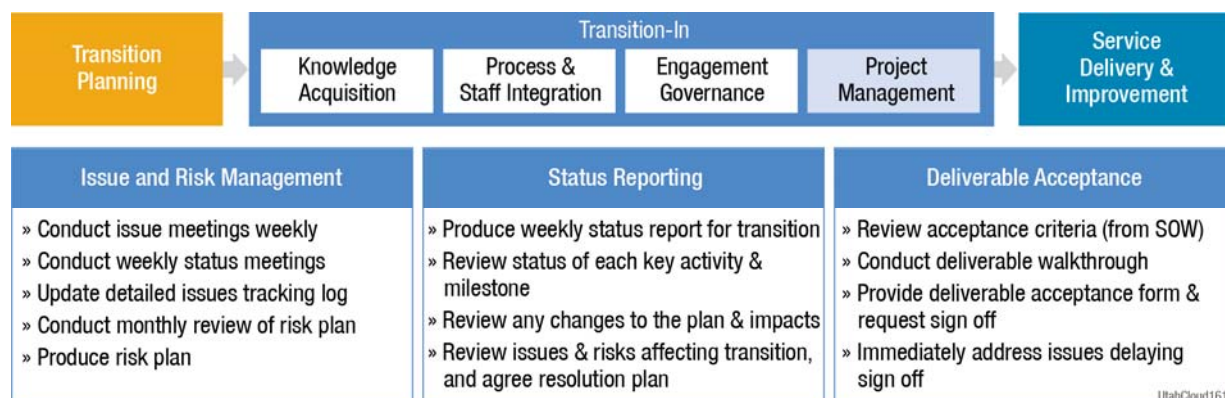 Transition
Planning
Transition-In
Knowledge
Acquisition
Process &
Staff Integration
Engagement
Governance
Project
Management
Service
Delivery &
Improvement
Issue and Risk Management
» Conduct issue meetings weekly
» Conduct weekly status meetings
» Update detailed issues tracking log
» Conduct monthly review of risk plan
» Produce risk plan
Status Reporting
» Produce weekly status report for transition
» Review status of each key activity &
milestone
» Review any changes to the plan & impacts
» Review issues & risks affecting transition,
and agree resolution plan
Deliverable Acceptance
» Review acceptance criteria (from SOW)
» Conduct deliverable walkthrough
» Provide deliverable acceptance form &
request sign off
» Immediately address issues delaying
sign off
UtahCloud161